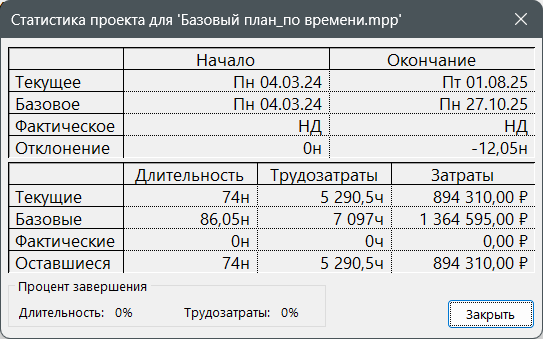 Статистика проекта для 'Базовый план_по времени.mpp'
Начало Окончание
Текущее Пн 04.03.24 Пт 01.08.25
Базовое Пн 04.03.24 Пн 27.10.25
Фактическое НД НД
Отклонение 0н -12,05н
Длительность Трудозатраты Затраты
Текущие 74н 5 290,5ч 894 310,00 ₽
Базовые 86,05н 7 097ч 1 364 595,00 ₽
Фактические 0н 0ч 0,00 ₽
Оставшиеся 74н 5 290,5ч 894 310,00 ₽
Процент завершения
Длительность: 0% Трудозатраты: 0%
Закрыть